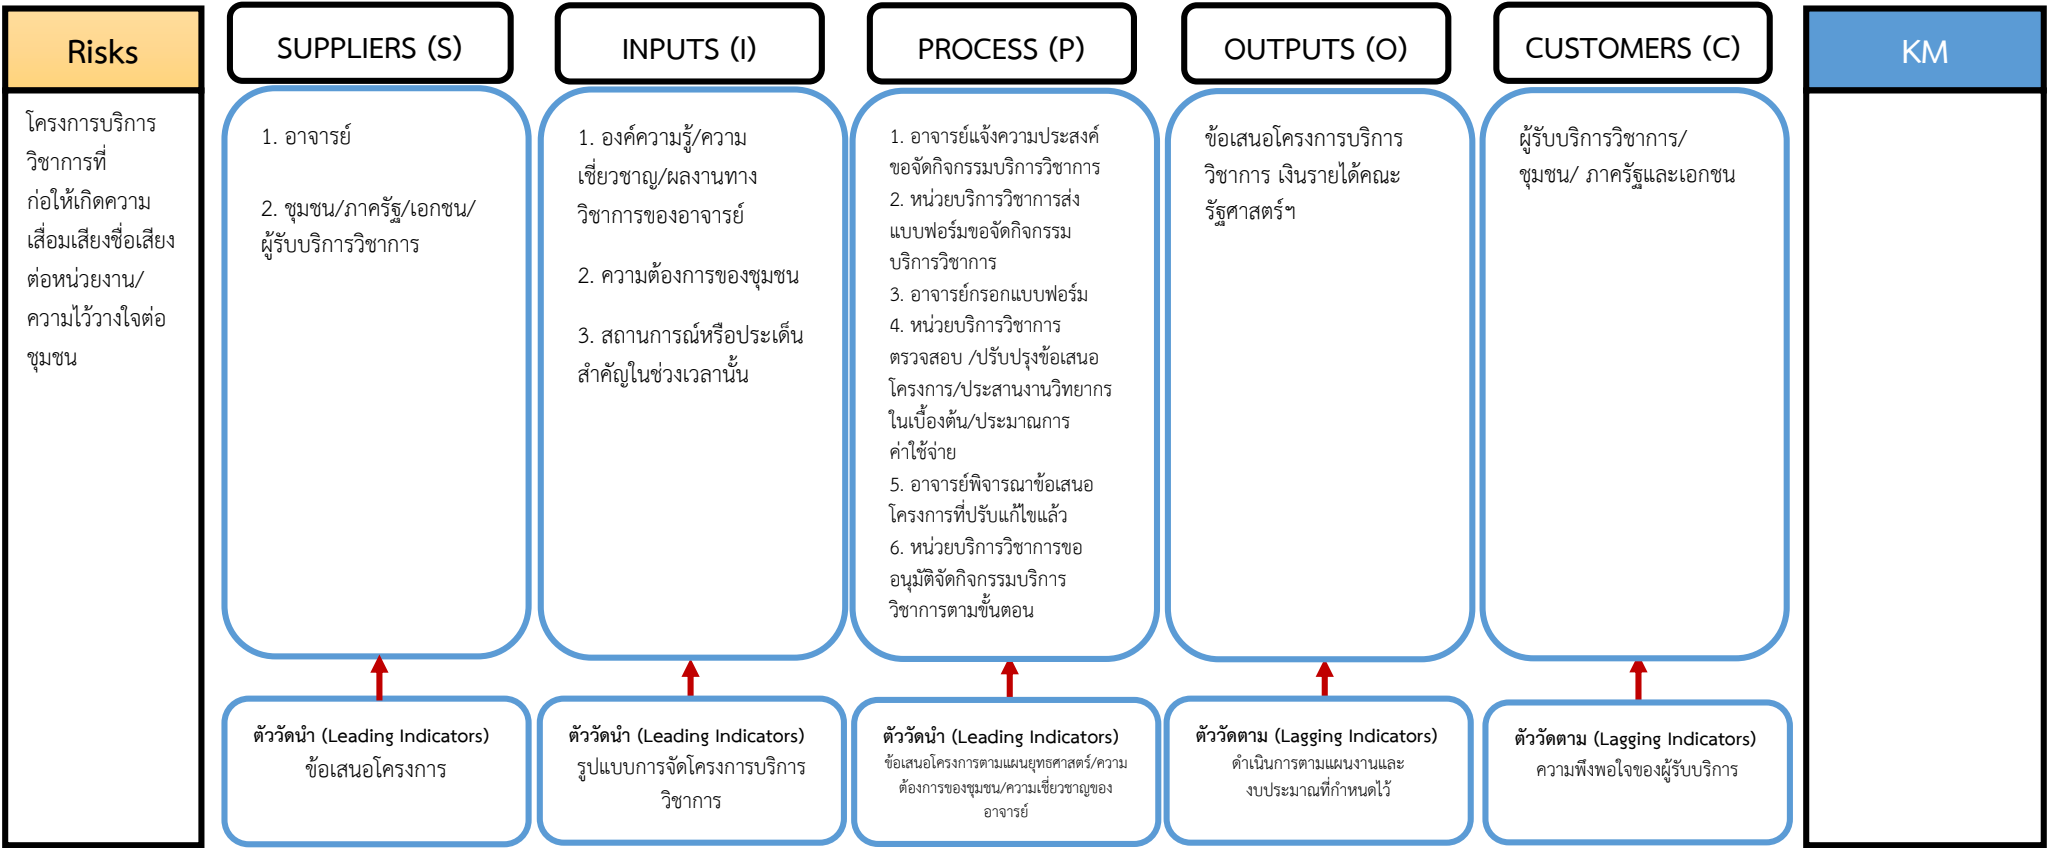 Risks
โครงการบริการ
วิชาการที่
ก่อให้เกิดความ
เสื่อมเสียงชื่อเสียง
ต่อหน่วยงาน/
ความไว้วางใจต่อ
ชุมชน
SUPPLIERS (S)
1. อาจารย์
2. ชุมชน/ภาครัฐ/เอกชน/
ผู้รับบริการวิชาการ
ตัววัดนำ (Leading Indicators)
ข้อเสนอโครงการ
INPUTS (I)
1. องค์ความรู้/ความ
เชี่ยวชาญ/ผลงานทาง
วิชาการของอาจารย์
2. ความต้องการของชุมชน
3. สถานการณ์หรือประเด็น
สำคัญในช่วงเวลานั้น
ตัววัดนำ (Leading Indicators)
รูปแบบการจัดโครงการบริการ
วิชาการ
PROCESS (P)
1. อาจารย์แจ้งความประสงค์
ขอจัดกิจกรรมบริการวิชาการ
2. หน่วยบริการวิชาการส่ง
แบบฟอร์มขอจัดกิจกรรม
บริการวิชาการ
3. อาจารย์กรอกแบบฟอร์ม
4. หน่วยบริการวิชาการ
ตรวจสอบ /ปรับปรุงข้อเสนอ
โครงการ/ประสานงานวิทยากร
ในเบื้องต้น/ประมาณการ
ค่าใช้จ่าย
5. อาจารย์พิจารณาข้อเสนอ
โครงการที่ปรับแก้ไขแล้ว
6. หน่วยบริการวิชาการขอ
อนุมัติจัดกิจกรรมบริการ
วิชาการตามขั้นตอน
ตัววัดนำ (Leading Indicators)
ข้อเสนอโครงการตามแผนยุทธศาสตร์/ความ
ต้องการของชุมชน/ความเชี่ยวชาญของ
อาจารย์
OUTPUTS (O)
ข้อเสนอโครงการบริการ
วิชาการ เงินรายได้คณะ
รัฐศาสตร์ฯ
ตัววัดตาม (Lagging Indicators)
ดำเนินการตามแผนงานและ
งบประมาณที่กำหนดไว้
CUSTOMERS (C)
ผู้รับบริการวิชาการ/
ชุมชน/ ภาครัฐและเอกชน
ตัววัดตาม (Lagging Indicators)
ความพึงพอใจของผู้รับบริการ
KM